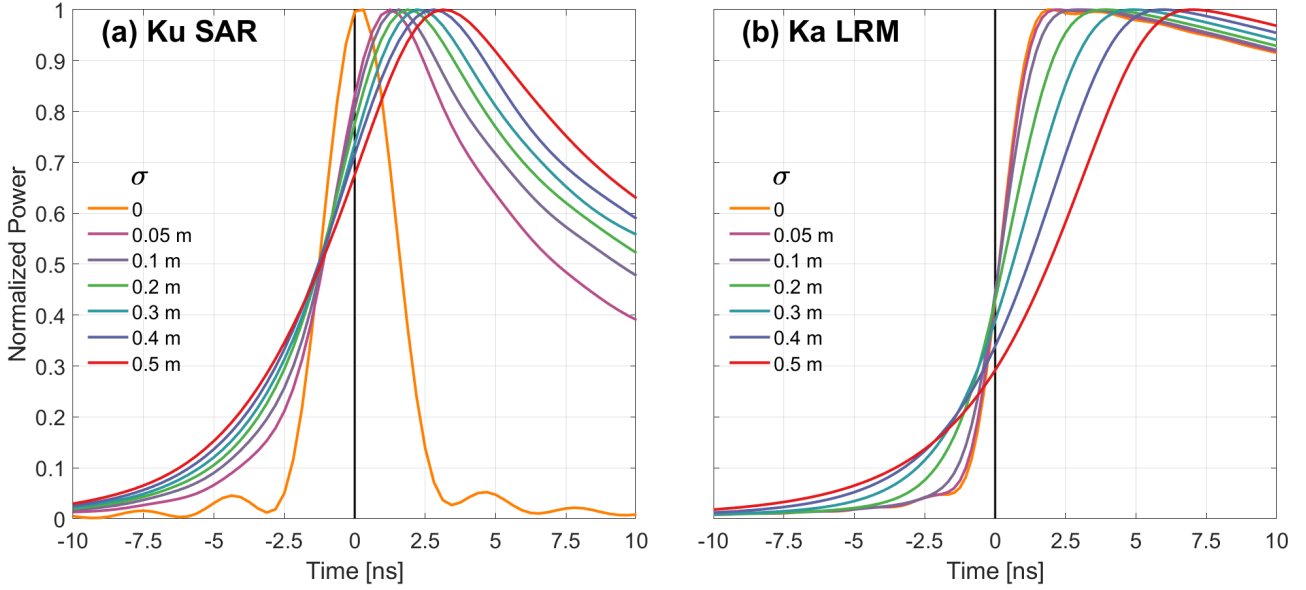 (a) Ku SAR
Normalized Power
1
0.9
0.8
0.7
0.6
0.5
0.4
0.3
0.2
0.1
0
σ
0
0.05 m
0.1 m
0.2 m
0.3 m
0.4 m
0.5 m
-10 -7.5 -5 -2.5 0 2.5 5 7.5 10
Time [ns]
(b) Ka LRM
σ
0
0.05 m
0.1 m
0.2 m
0.3 m
0.4 m
0.5 m
-10 -7.5 -5 -2.5 0 2.5 5 7.5 10
Time [ns]